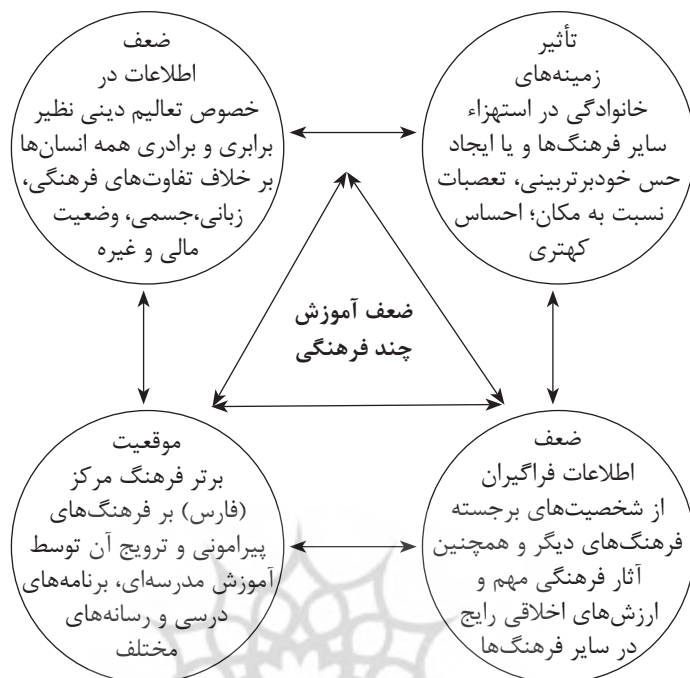 تأثیر
زمینه‌های
خانوادگی در استهزاء
سایر فرهنگ‌ها و یا ایجاد
حس خودبرتربینی، تعصبات
نسبت به مکان؛ احساس
کهتری
ضعف
اطلاعات در
خصوص تعالیم دینی نظیر
برابری و برادری همه انسان‌ها
بر خلاف تفاوت‌های فرهنگی،
زبانی،جسمی، وضعیت
مالی و غیره
ضعف آموزش
چند فرهنگی
ضعف
اطلاعات فراگیران
از شخصیت‌های برجسته
فرهنگ‌های دیگر و همچنین
آثار فرهنگی مهم و
ارزش‌های اخلاقی رایج
در سایر فرهنگ‌ها
موقعیت
برتر فرهنگ مرکز
(فارس) بر فرهنگ‌های
پیرامونی و ترویج آن توسط
آموزش مدرسه‌ای، برنامه‌های
درسی و رسانه‌های
مختلف